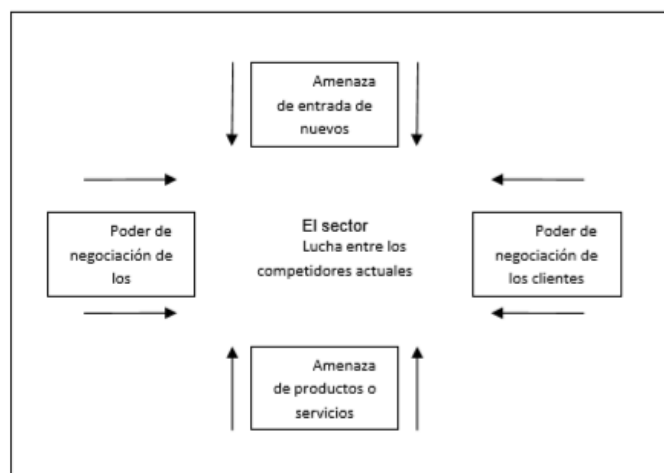 Amenaza
de entrada de
nuevos
Poder de
negociación de
los
El sector
Lucha entre los
competidores actuales
Poder de
negociación de
los clientes
Amenaza
de productos o
servicios